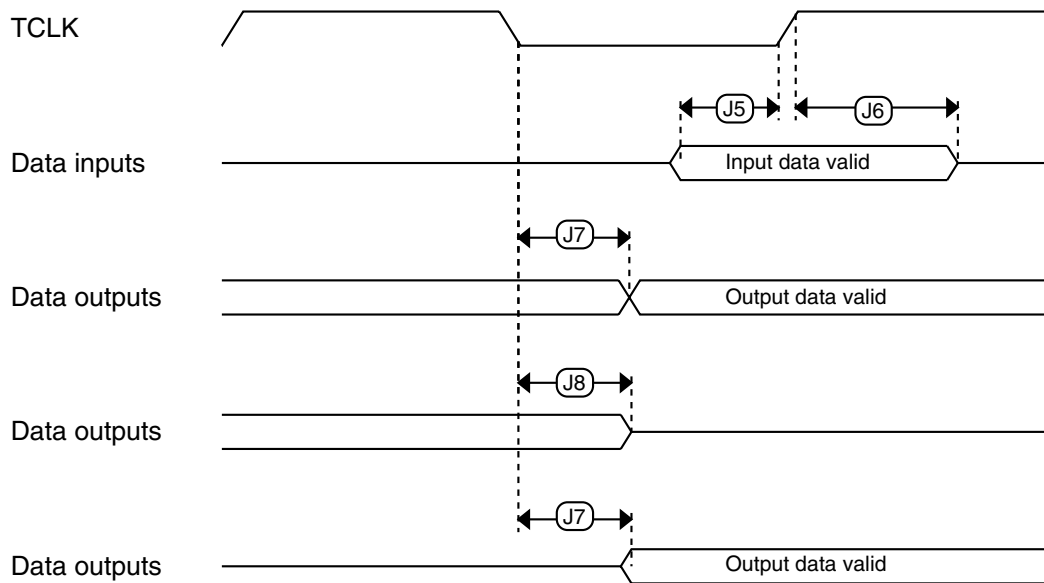 TCLK
J5
J6
Data inputs
Input data valid
J7
Data outputs
Output data valid
J8
Data outputs
J7
Data outputs
Output data valid